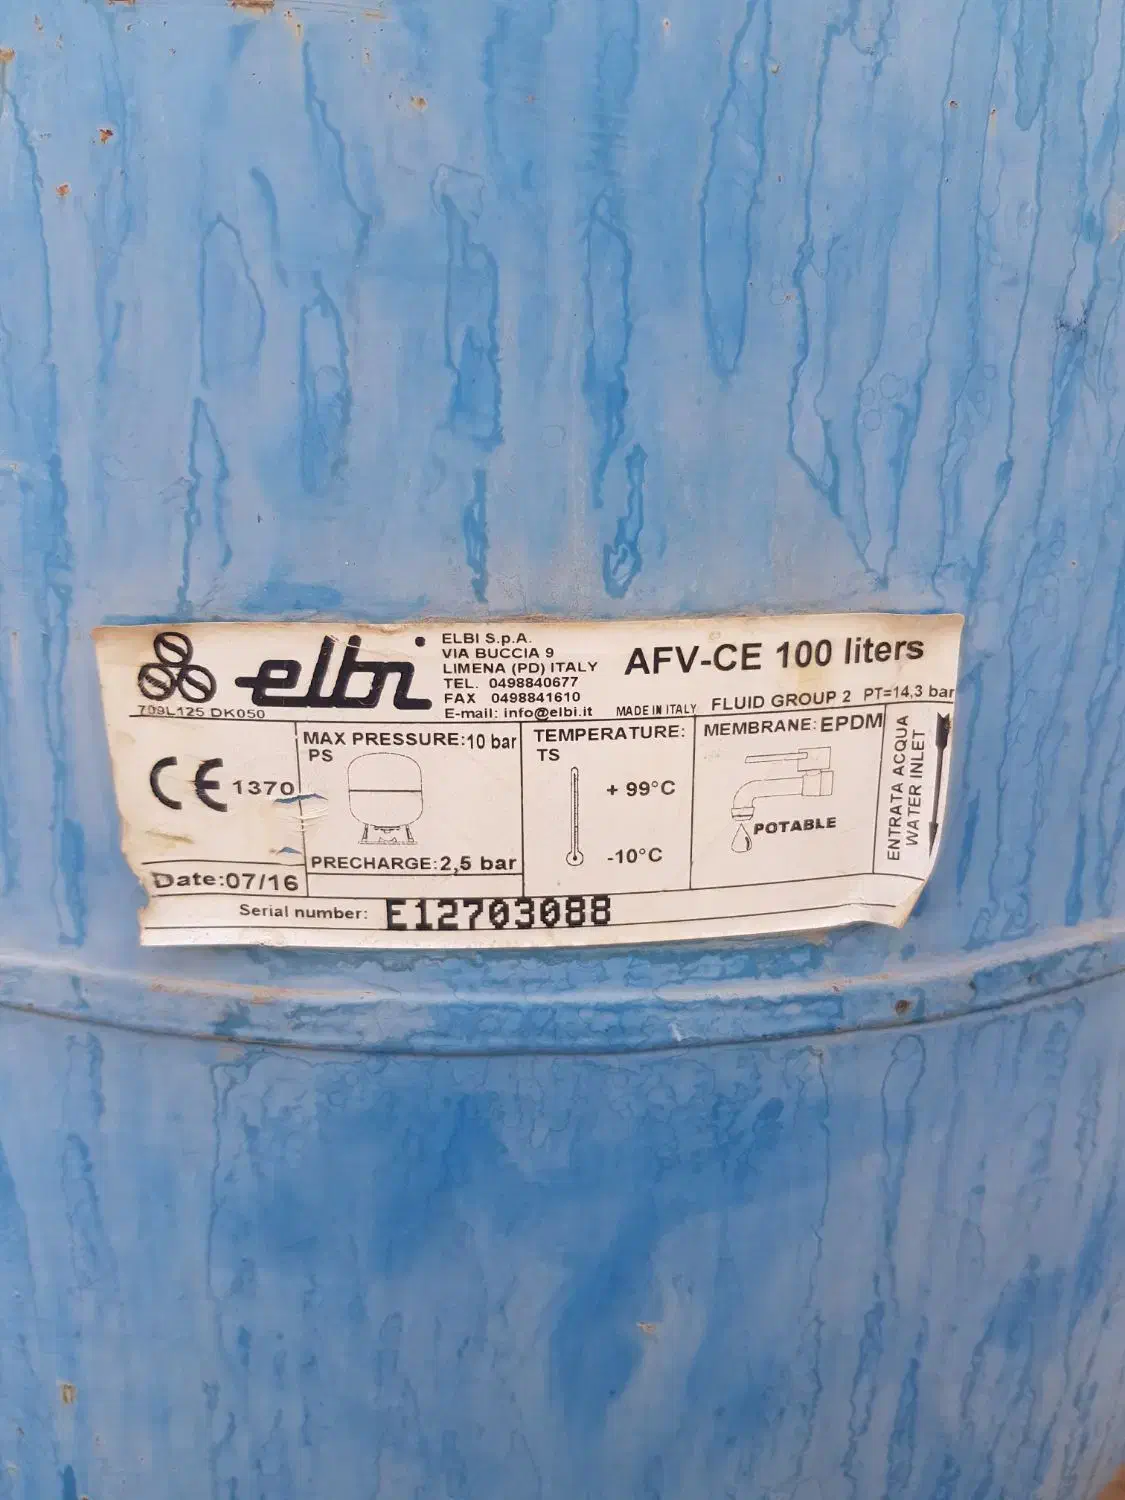 elbi
ELBI S.p.A.
VIA BUCCIA 9
LIMENA (PD) ITALY
TEL. 0498840677
FAX 0498841610
E-mail: info@elbi.it
AFV-CE 100 liters
709L125 DK050
MADE IN ITALY
FLUID GROUP 2 PT=14,3 bar
CE 1370
MAX PRESSURE: 10 bar
PS
PRECHARGE: 2,5 bar
TEMPERATURE:
TS
+ 99°C
-10°C
MEMBRANE: EPDM
POTABLE
ENTRATA ACQUA
WATER INLET
Date: 07/16
Serial number: E12703088